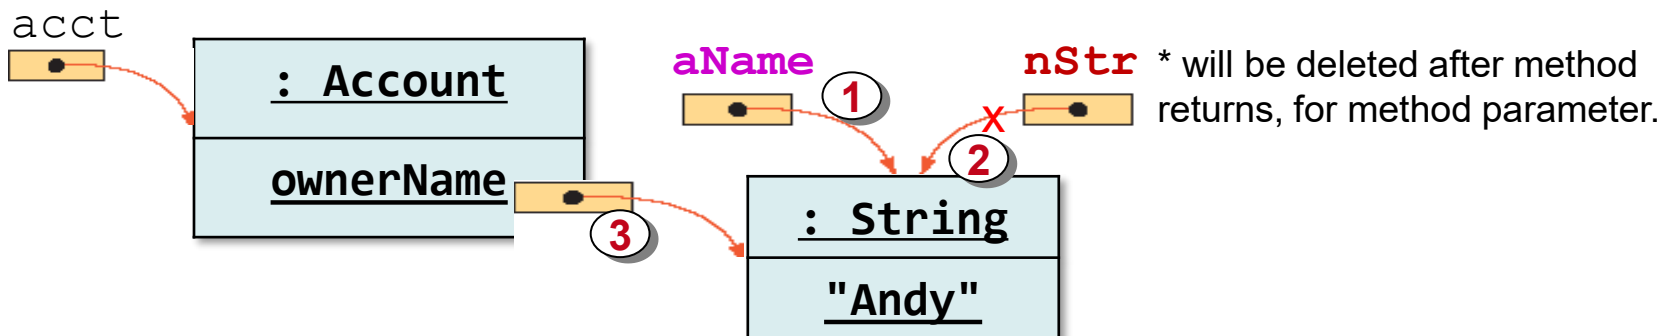 acct
: Account
ownerName
aName
1
nStr
* will be deleted after method
returns, for method parameter.
x
2
3
: String
"Andy"